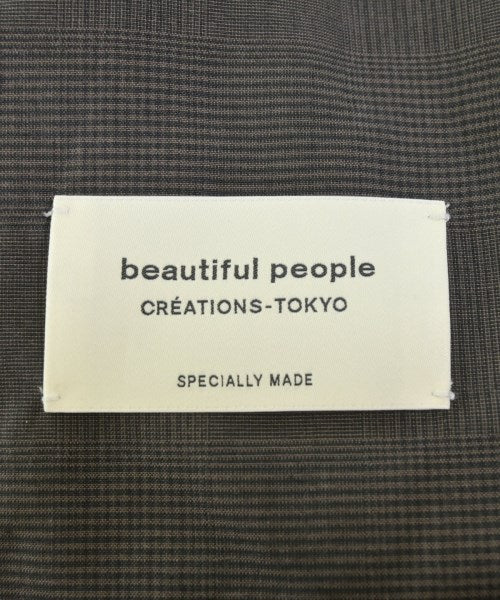 beautiful people
CRÉATIONS-TOKYO
SPECIALLY MADE